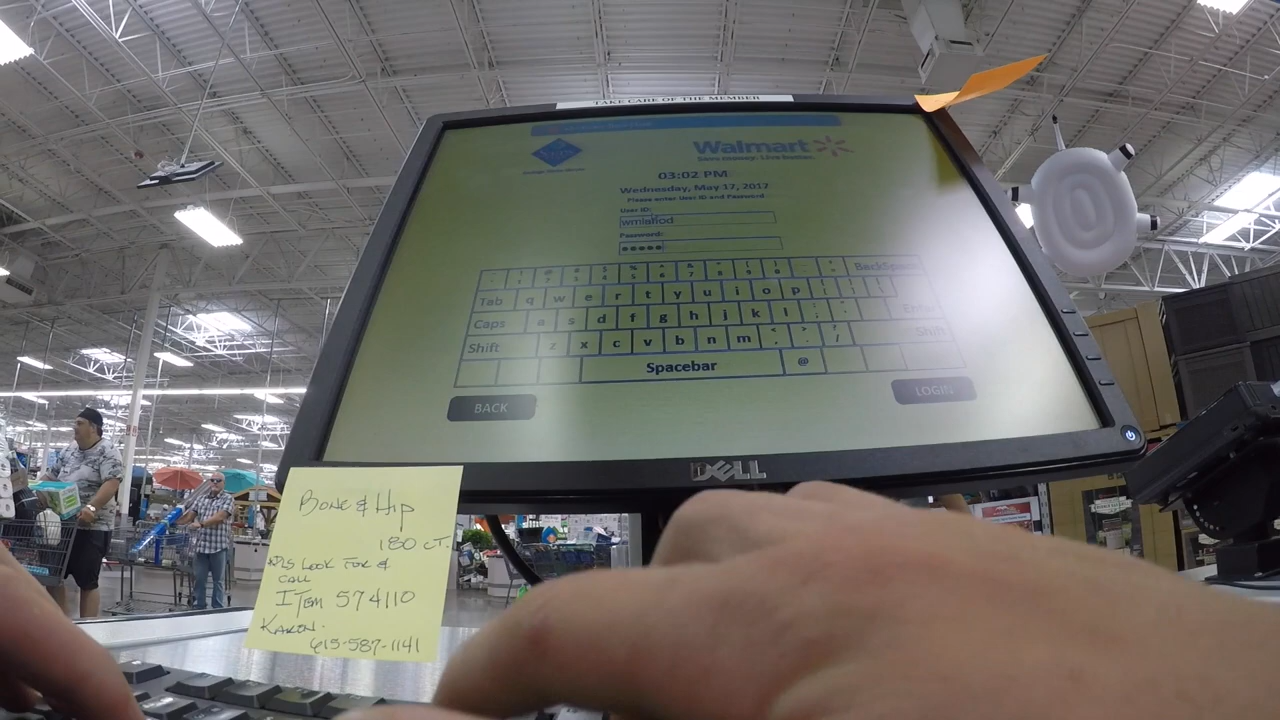 TAKE CARE OF THE MEMBER
Walmart
Save money. Live better.
03:02 PM
Wednesday, May 17, 2017
Please enter User ID and Password
User ID:
Password:
BackSpace
Tab q w e r t y u i o p
Caps a s d f g h j k l
Enter
Shift z x c v b n m
Shift
Spacebar @
BACK LOGIN
DELL
BONE & HIP
180 CT.
PLS LOOK FOR &
CALL
ITEM 574110
KAREN.
615-587-1141